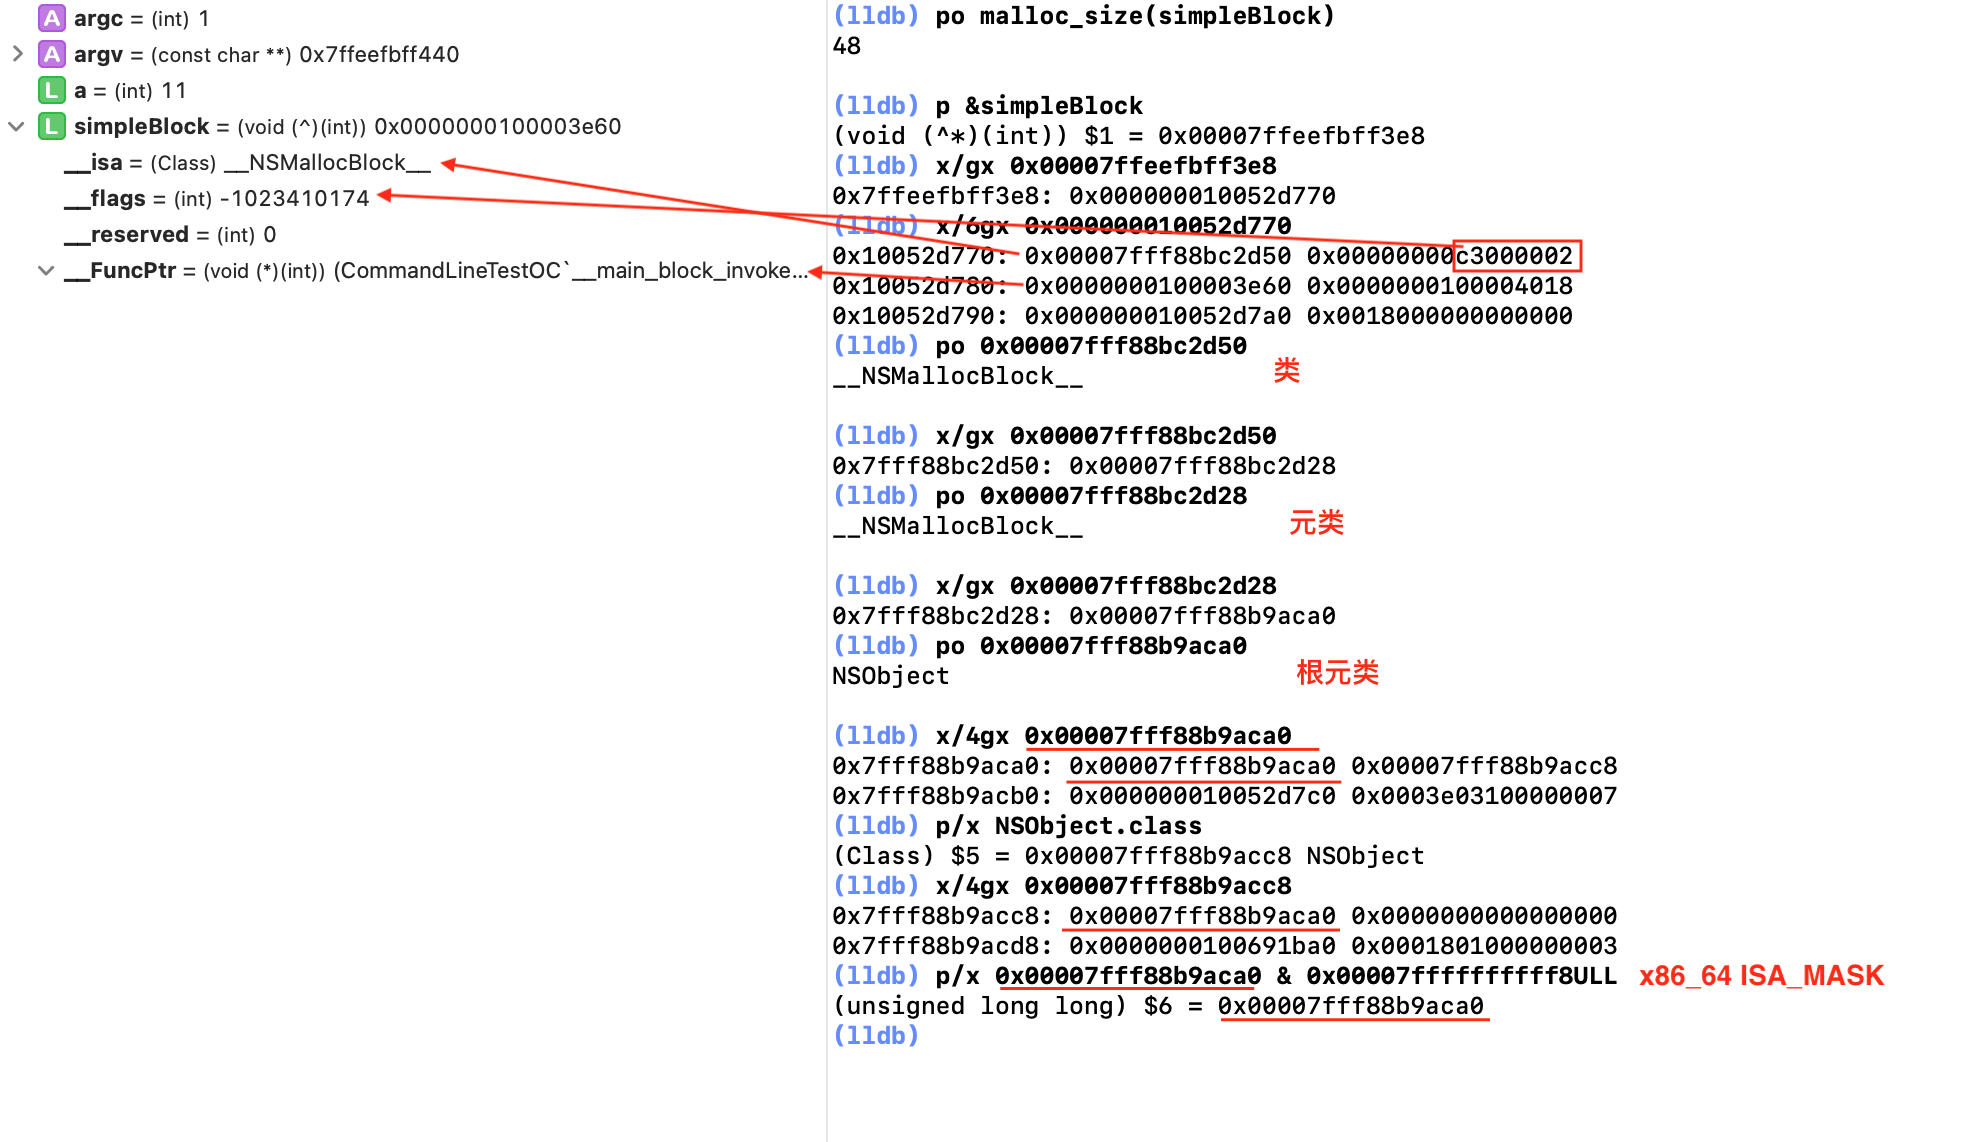 A argc = (int) 1
A argv = (const char **) 0x7ffeefbff440
L a = (int) 11
L simpleBlock = (void (^)(int)) 0x0000000100003e60
__isa = (Class) __NSMallocBlock__
__flags = (int) -1023410174
__reserved = (int) 0
__FuncPtr = (void (*)(int)) (CommandLineTestOC`__main_block_invoke...
(lldb) po malloc_size(simpleBlock)
48
(lldb) p &simpleBlock
(void (^*)(int)) $1 = 0x00007ffeefbff3e8
(lldb) x/gx 0x00007ffeefbff3e8
0x7ffeefbff3e8: 0x000000010052d770
(lldb) x/6gx 0x000000010052d770
0x10052d770: 0x00007fff88bc2d50 0x00000000c3000002
0x10052d780: 0x0000000100003e60 0x0000000100004018
0x10052d790: 0x000000010052d7a0 0x0018000000000000
(lldb) po 0x00007fff88bc2d50
__NSMallocBlock__
类
(lldb) x/gx 0x00007fff88bc2d50
0x7fff88bc2d50: 0x00007fff88bc2d28
(lldb) po 0x00007fff88bc2d28
__NSMallocBlock__
元类
(lldb) x/gx 0x00007fff88bc2d28
0x7fff88bc2d28: 0x00007fff88b9aca0
(lldb) po 0x00007fff88b9aca0
NSObject
根元类
(lldb) x/4gx 0x00007fff88b9aca0
0x7fff88b9aca0: 0x00007fff88b9aca0 0x00007fff88b9acc8
0x7fff88b9acb0: 0x000000010052d7c0 0x0003e03100000007
(lldb) p/x NSObject.class
(Class) $5 = 0x00007fff88b9acc8 NSObject
(lldb) x/4gx 0x00007fff88b9acc8
0x7fff88b9acc8: 0x00007fff88b9aca0 0x0000000000000000
0x7fff88b9acd8: 0x0000000100691ba0 0x0001801000000003
(lldb) p/x 0x00007fff88b9aca0 & 0x00007ffffffffff8ULL x86_64 ISA_MASK
(unsigned long long) $6 = 0x00007fff88b9aca0
(lldb)